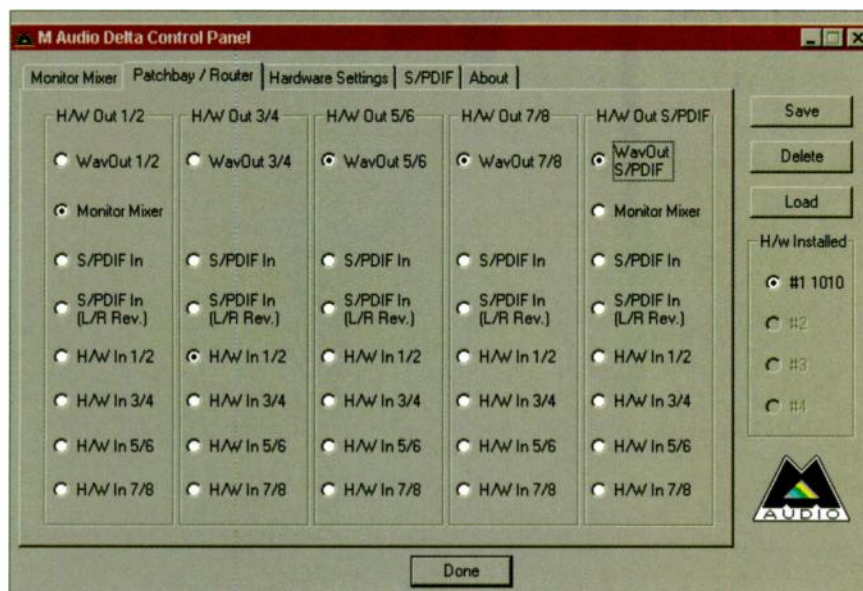 M Audio Delta Control Panel
Monitor Mixer Patchbay / Router Hardware Settings S/PDIF About
H/W Out 1/2 H/W Out 3/4 H/W Out 5/6 H/W Out 7/8 H/W Out S/PDIF
WavOut 1/2 WavOut 3/4 WavOut 5/6 WavOut 7/8 WavOut
S/PDIF
Monitor Mixer Monitor Mixer
S/PDIF In S/PDIF In S/PDIF In S/PDIF In S/PDIF In
S/PDIF In S/PDIF In S/PDIF In S/PDIF In S/PDIF In
(L/R Rev.) (L/R Rev.) (L/R Rev.) (L/R Rev.) (L/R Rev.)
H/W In 1/2 H/W In 1/2 H/W In 1/2 H/W In 1/2 H/W In 1/2
H/W In 3/4 H/W In 3/4 H/W In 3/4 H/W In 3/4 H/W In 3/4
H/W In 5/6 H/W In 5/6 H/W In 5/6 H/W In 5/6 H/W In 5/6
H/W In 7/8 H/W In 7/8 H/W In 7/8 H/W In 7/8 H/W In 7/8
Save
Delete
Load
H/w Installed
#1 1010
#2
#3
#4
M
AUDIO
Done